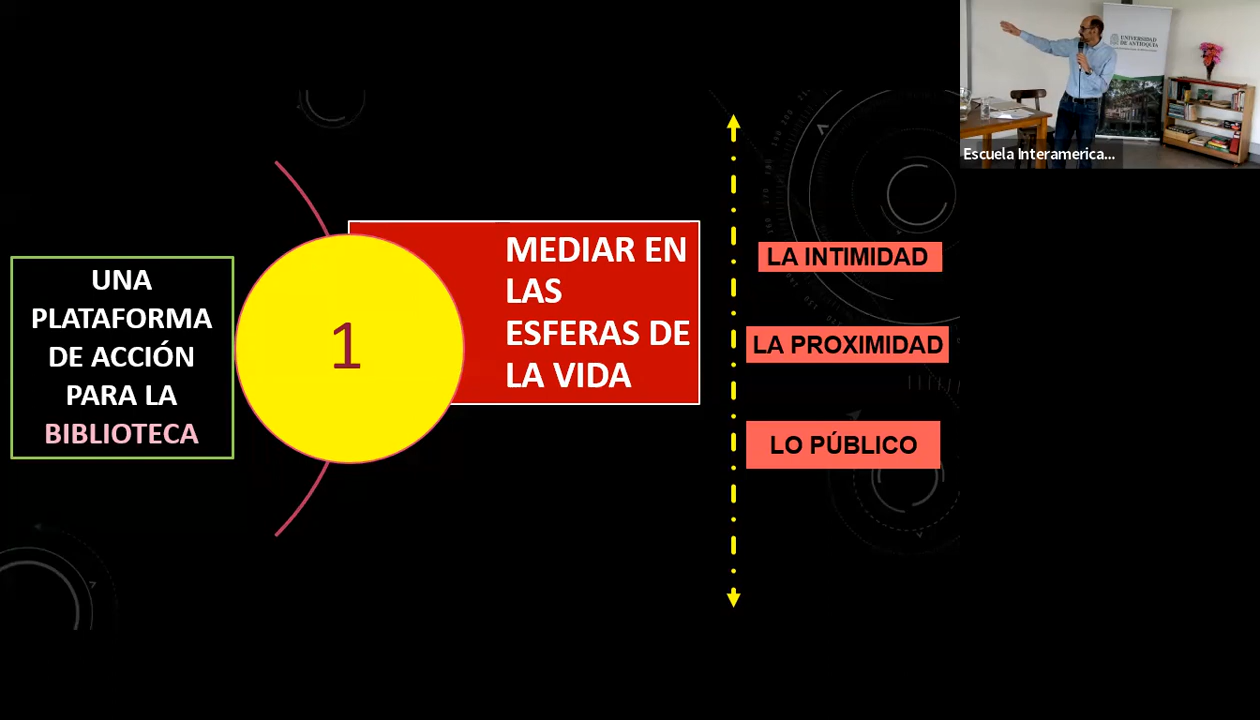 UNA
PLATAFORMA
DE ACCIÓN
PARA LA
BIBLIOTECA
1
MEDIAR EN
LAS
ESFERAS DE
LA VIDA
LA INTIMIDAD
LA PROXIMIDAD
LO PÚBLICO
UNIVERSIDAD
DE ANTIOQUIA
Escuela Interamerica...